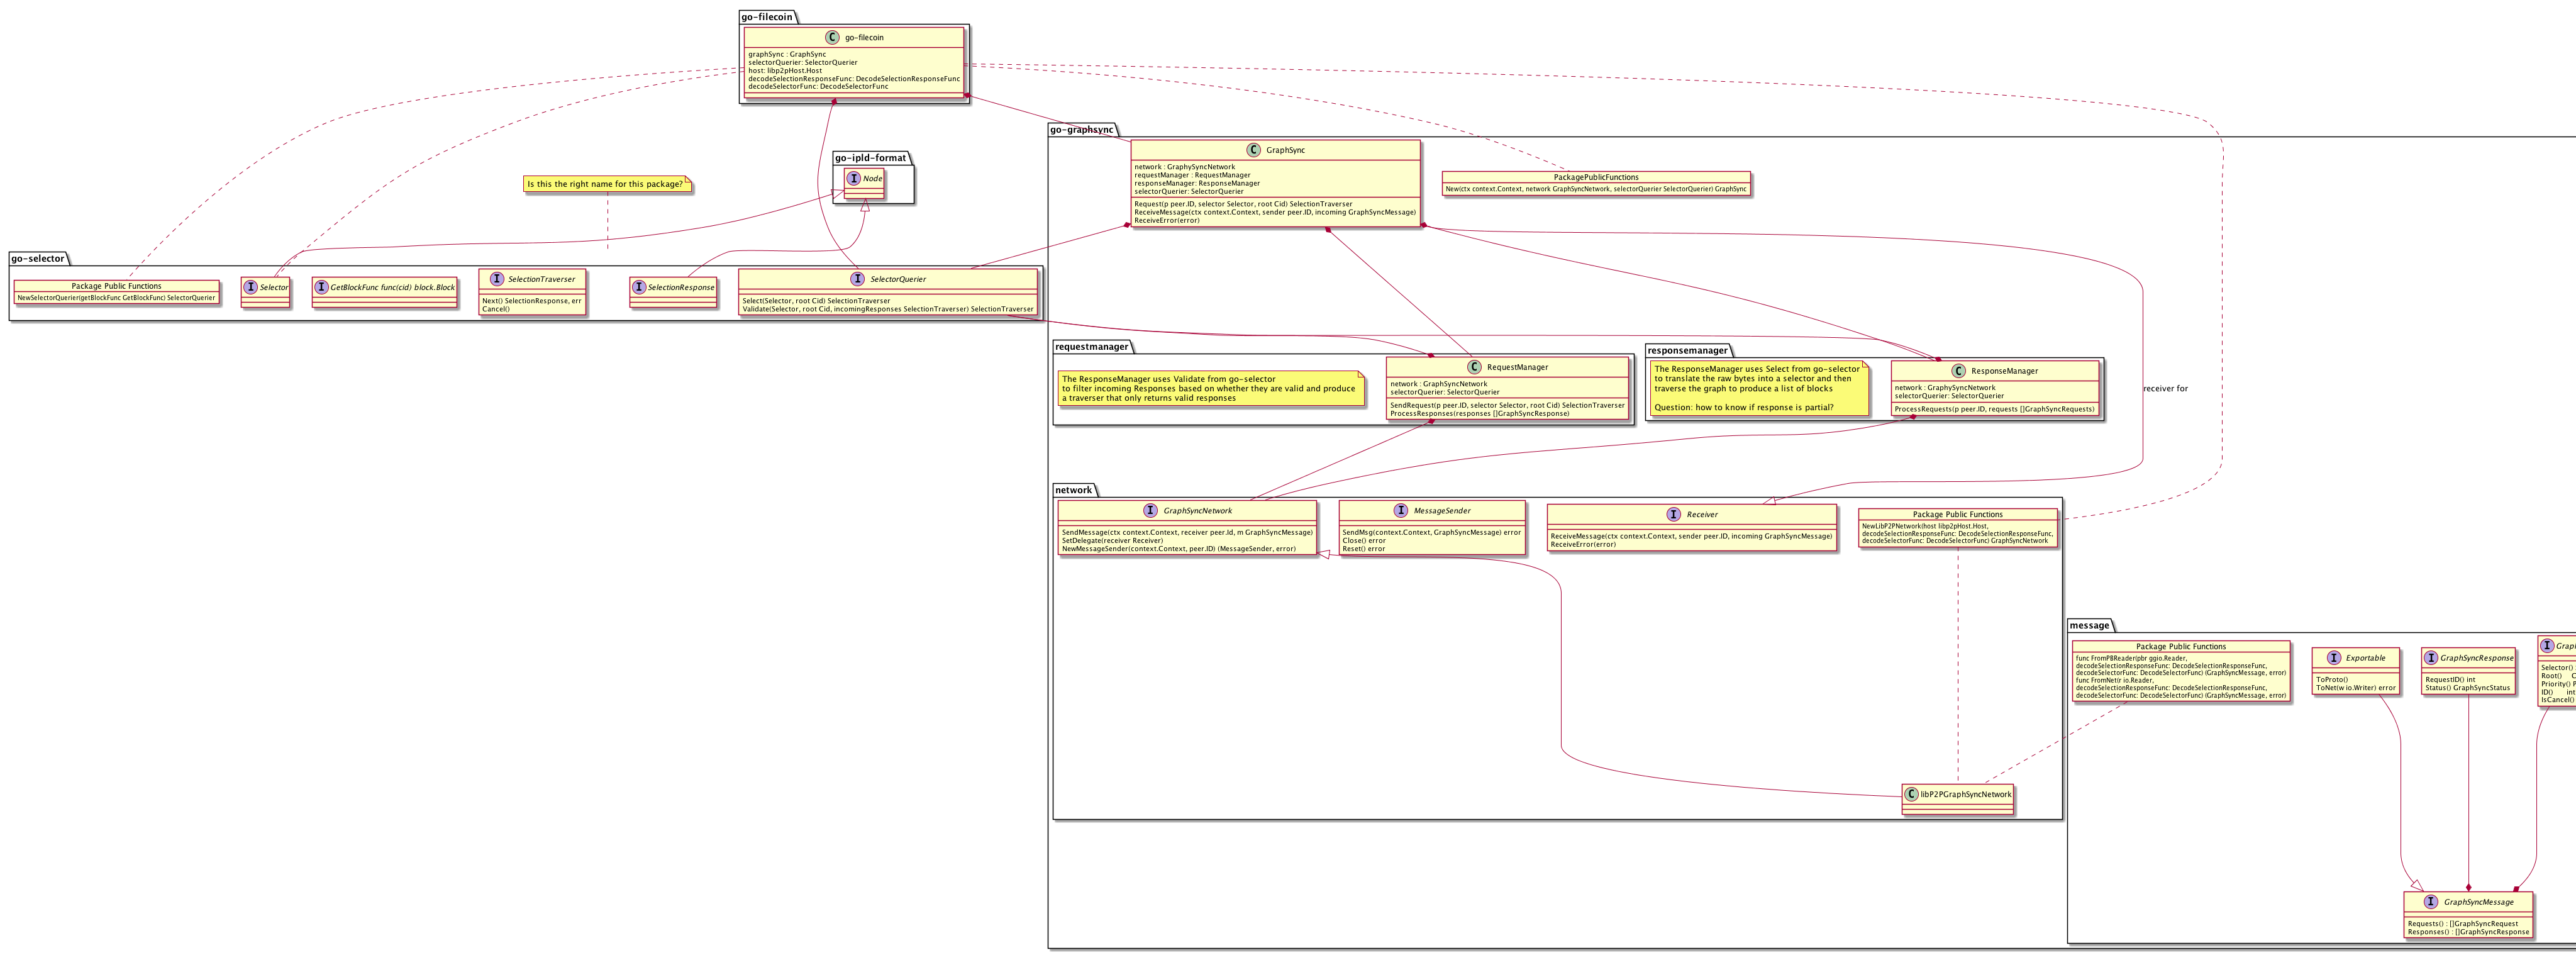 go-filecoin
C go-filecoin
graphSync : GraphSync
selectorQuerier: SelectorQuerier
host: libp2pHost.Host
decodeSelectionResponseFunc: DecodeSelectionResponseFunc
decodeSelectorFunc: DecodeSelectorFunc
go-graphsync
C GraphSync
network : GraphySyncNetwork
requestManager : RequestManager
responseManager: ResponseManager
selectorQuerier: SelectorQuerier
Request(p peer.ID, selector Selector, root Cid) SelectionTraverser
ReceiveMessage(ctx context.Context, sender peer.ID, incoming GraphSyncMessage)
ReceiveError(error)
PackagePublicFunctions
New(ctx context.Context, network GraphSyncNetwork, selectorQuerier SelectorQuerier) GraphSync
go-ipld-format
I Node
Is this the right name for this package?
go-selector
Package Public Functions
NewSelectorQuerier(getBlockFunc GetBlockFunc) SelectorQuerier
I Selector
I GetBlockFunc func(cid) block.Block
I SelectionTraverser
Next() SelectionResponse, err
Cancel()
I SelectionResponse
I SelectorQuerier
Select(Selector, root Cid) SelectionTraverser
Validate(Selector, root Cid, incomingResponses SelectionTraverser) SelectionTraverser
requestmanager
The ResponseManager uses Validate from go-selector
to filter incoming Responses based on whether they are valid and produce
a traverser that only returns valid responses
C RequestManager
network : GraphSyncNetwork
selectorQuerier: SelectorQuerier
SendRequest(p peer.ID, selector Selector, root Cid) SelectionTraverser
ProcessResponses(responses []GraphSyncResponse)
responsemanager
The ResponseManager uses Select from go-selector
to translate the raw bytes into a selector and then
traverse the graph to produce a list of blocks
Question: how to know if response is partial?
C ResponseManager
network : GraphySyncNetwork
selectorQuerier: SelectorQuerier
ProcessRequests(p peer.ID, requests []GraphSyncRequests)
receiver for
network
I GraphSyncNetwork
SendMessage(ctx context.Context, receiver peer.Id, m GraphSyncMessage)
SetDelegate(receiver Receiver)
NewMessageSender(context.Context, peer.ID) (MessageSender, error)
I MessageSender
SendMsg(context.Context, GraphSyncMessage) error
Close() error
Reset() error
I Receiver
ReceiveMessage(ctx context.Context, sender peer.ID, incoming GraphSyncMessage)
ReceiveError(error)
Package Public Functions
NewLibP2PNetwork(host libp2pHost.Host,
decodeSelectionResponseFunc: DecodeSelectionResponseFunc,
decodeSelectorFunc: DecodeSelectorFunc) GraphSyncNetwork
C libP2PGraphSyncNetwork
message
Package Public Functions
func FromPBReader(pbr ggio.Reader,
decodeSelectionResponseFunc: DecodeSelectionResponseFunc,
decodeSelectorFunc: DecodeSelectorFunc) (GraphSyncMessage, error)
func FromNet(r io.Reader,
decodeSelectionResponseFunc: DecodeSelectionResponseFunc,
decodeSelectorFunc: DecodeSelectorFunc) (GraphSyncMessage, error)
I Exportable
ToProto()
ToNet(w io.Writer) error
I GraphSyncResponse
RequestID() int
Status() GraphSyncStatus
I
Selector()
Root()
Priority()
ID() int
IsCancel()
I GraphSyncMessage
Requests() : []GraphSyncRequest
Responses() : []GraphSyncResponse